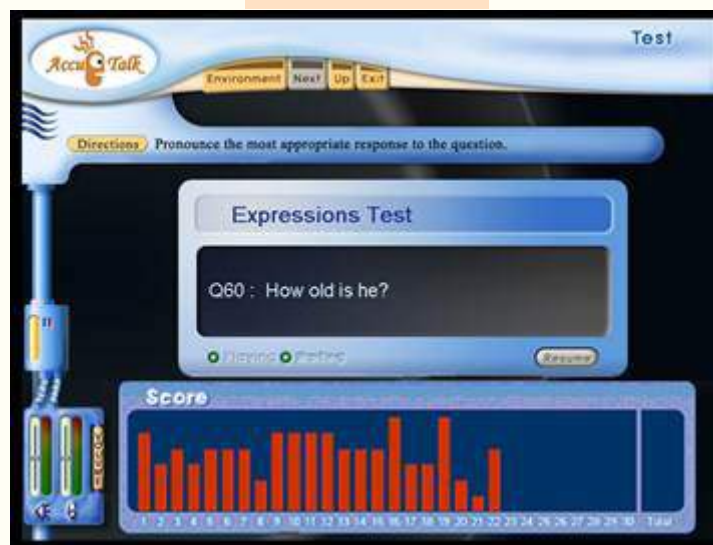 Test
Accu Talk
Environment Next Up Exit
Directions Pronounce the most appropriate response to the question.
Expressions Test
Q60 : How old is he?
Resume
Score
1 2 3 4 5 6 7 8 9 10 11 12 13 14 15 16 17 18 19 20 21 22 23 24 25 26 27 28 29 30 Total